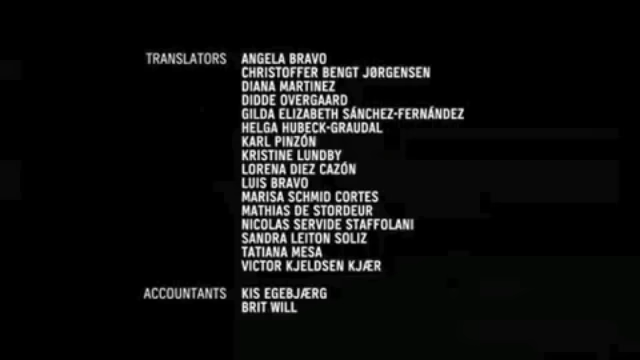 TRANSLATORS ANGELA BRAVO
CHRISTOFFER BENGT JØRGENSEN
DIANA MARTINEZ
DIDDE OVERGAARD
GILDA ELIZABETH SÁNCHEZ-FERNÁNDEZ
HELGA HUBECK-GRAUDAL
KARL PINZÓN
KRISTINE LUNDBY
LORENA DIEZ CAZÓN
LUIS BRAVO
MARISA SCHMID CORTES
MATHIAS DE STORDEUR
NICOLAS SERVIDE STAFFOLANI
SANDRA LEITON SOLIZ
TATIANA MESA
VICTOR KJELDSEN KJÆR
ACCOUNTANTS KIS EGEBJÆRG
BRIT WILL